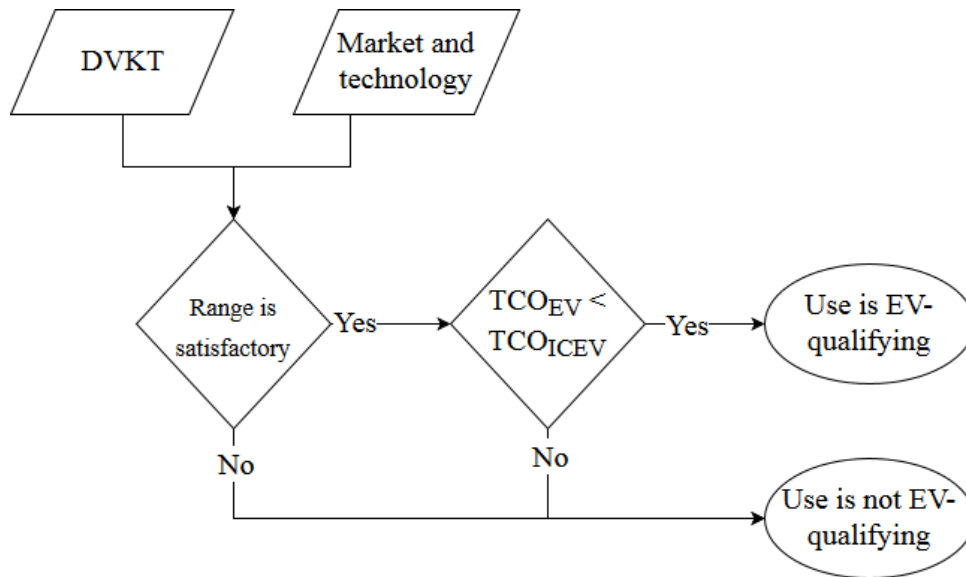 DVKT
Market and
technology
Range is
satisfactory
Yes
TCOEV <
TCOICEV
Yes
Use is EV-
qualifying
No
No
Use is not EV-
qualifying